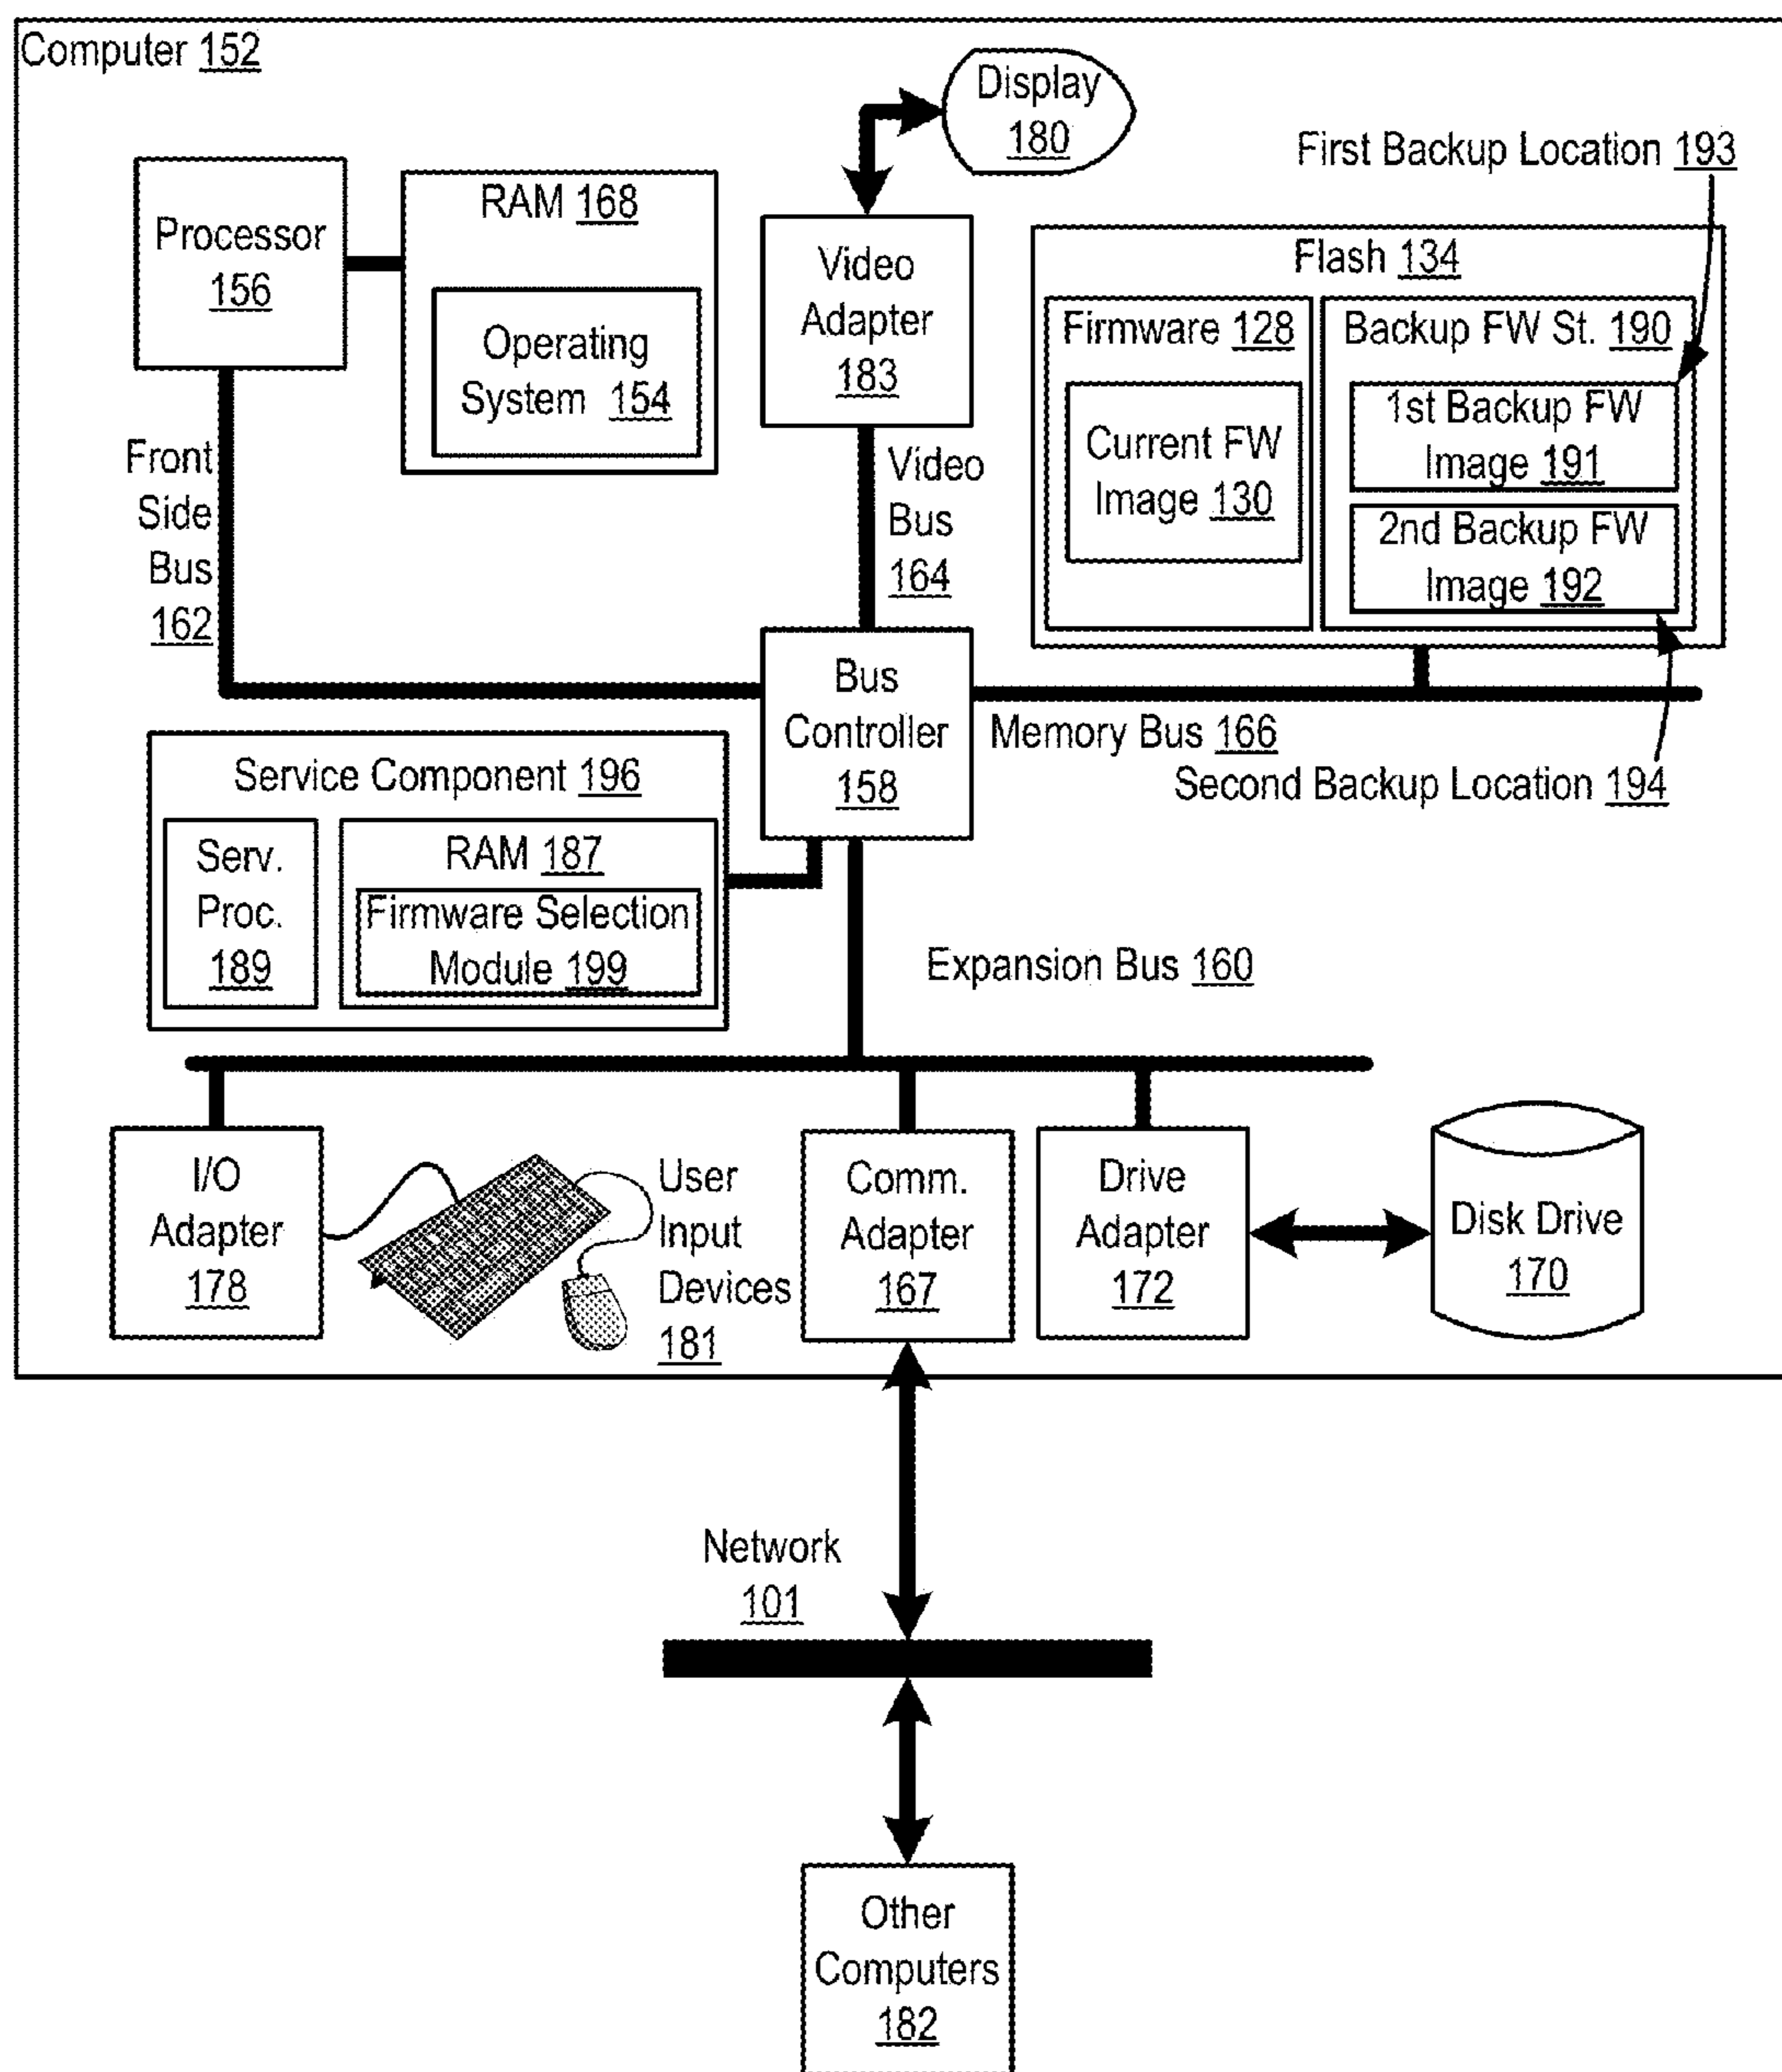 Computer 152
Display
180
First Backup Location 193
Processor
156
RAM 168
Operating
System 154
Video
Adapter
183
Flash 134
Firmware 128
Current FW
Image 130
Backup FW St. 190
1st Backup FW
Image 191
2nd Backup FW
Image 192
Front
Side
Bus
162
Video
Bus
164
Bus
Controller
158
Memory Bus 166
Second Backup Location 194
Service Component 196
Serv.
Proc.
189
RAM 187
Firmware Selection
Module 199
Expansion Bus 160
I/O
Adapter
178
User
Input
Devices
181
Comm.
Adapter
167
Drive
Adapter
172
Disk Drive
170
Network
101
Other
Computers
182